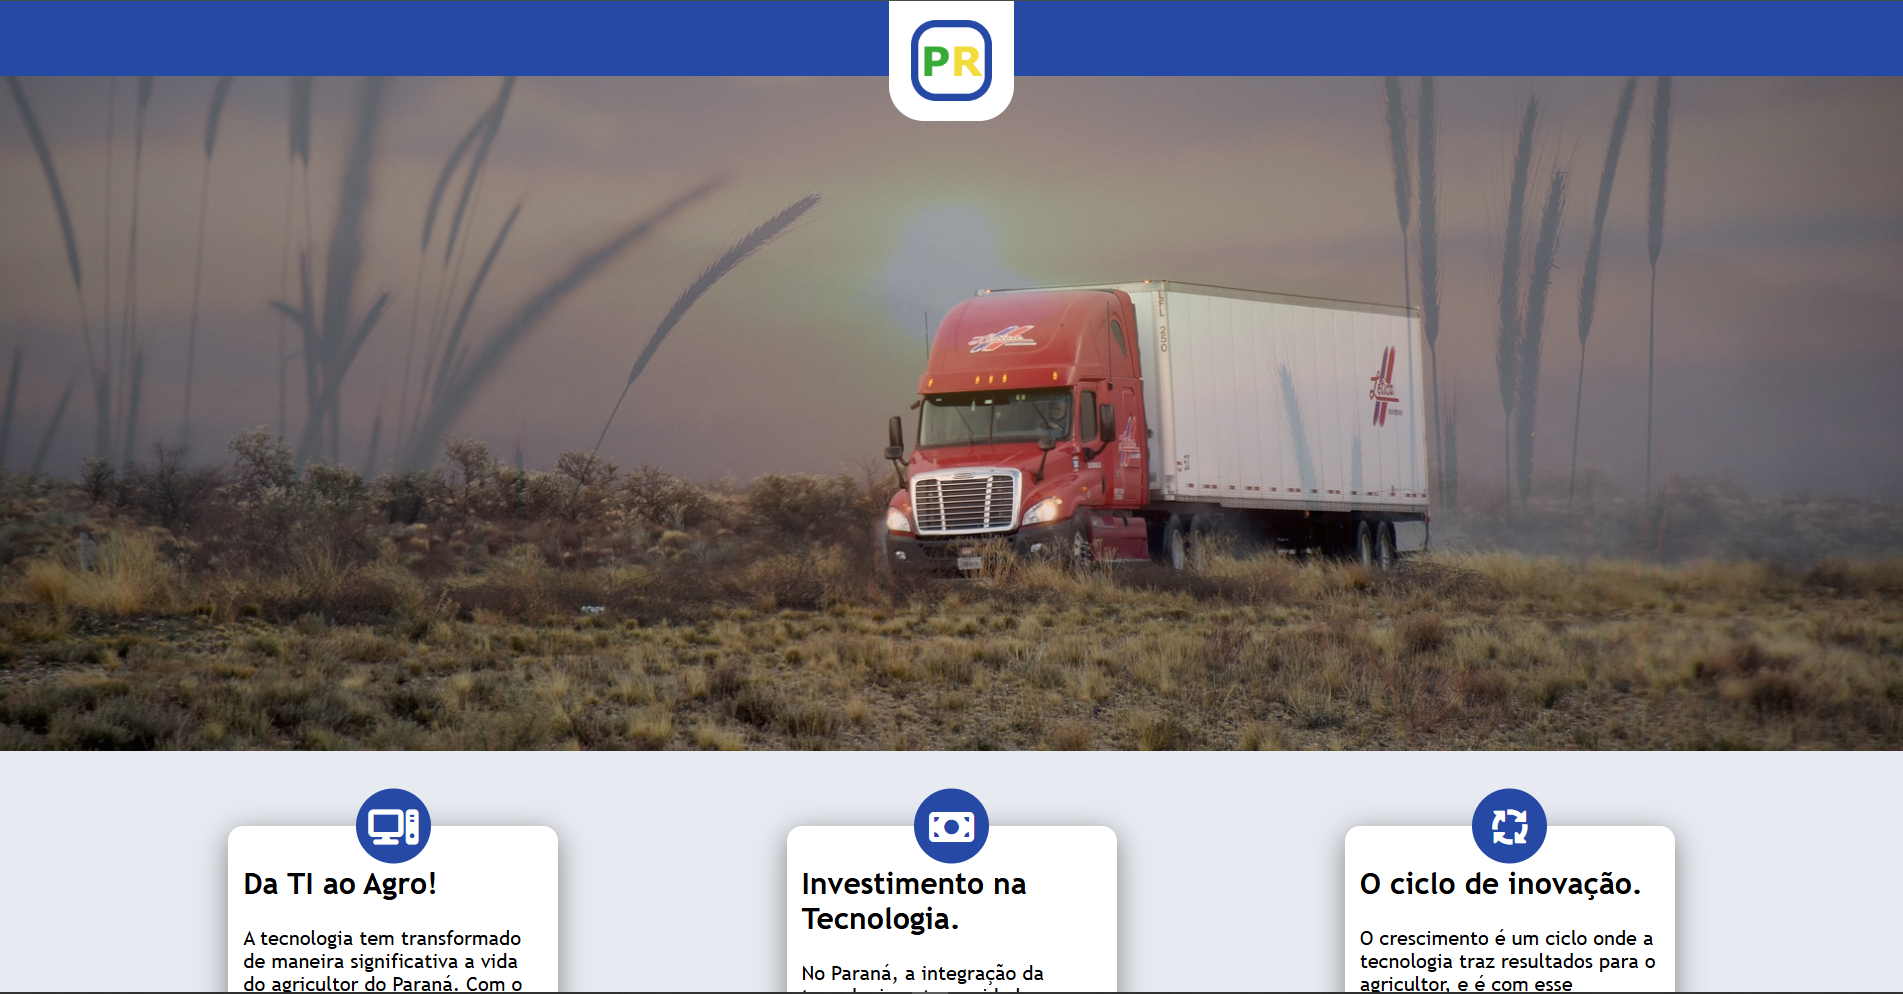 PR
LFL 250
Da TI ao Agro!
A tecnologia tem transformado
de maneira significativa a vida
do agricultor do Paraná. Com o
Investimento na
Tecnologia.
No Paraná, a integração da
O ciclo de inovação.
O crescimento é um ciclo onde a
tecnologia traz resultados para o
agricultor, e é com esse